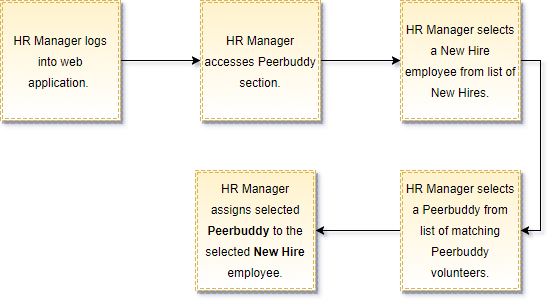 HR Manager logs
into web
application.
HR Manager
accesses Peerbuddy
section.
HR Manager selects
a New Hire
employee from list of
New Hires.
HR Manager selects
a Peerbuddy from
list of matching
Peerbuddy
volunteers.
HR Manager
assigns selected
Peerbuddy to the
selected New Hire
employee.